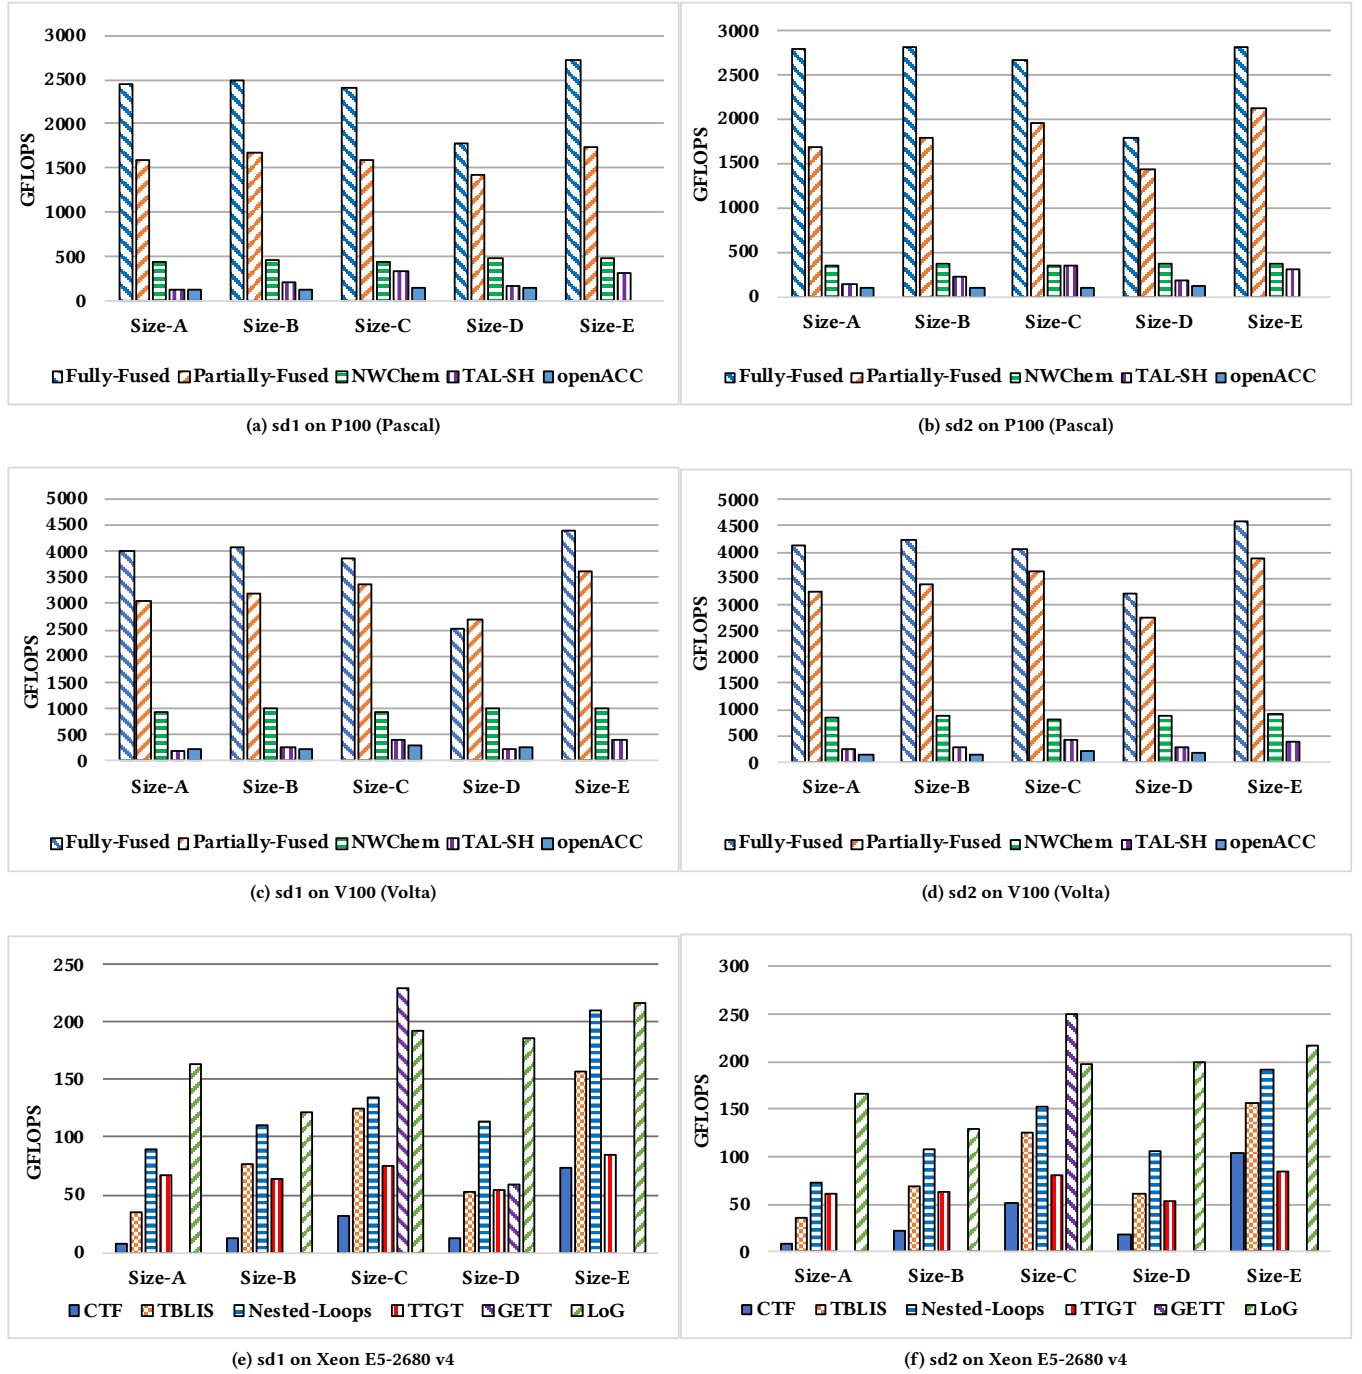 3000
2500
2000
1500
1000
500
0
GFLOPS
Size-A Size-B Size-C Size-D Size-E
Fully-Fused Partially-Fused NWChem TAL-SH openACC
(a) sd1 on P100 (Pascal)
3000
2500
2000
1500
1000
500
0
GFLOPS
Size-A Size-B Size-C Size-D Size-E
Fully-Fused Partially-Fused NWChem TAL-SH openACC
(b) sd2 on P100 (Pascal)
5000
4500
4000
3500
3000
2500
2000
1500
1000
500
0
GFLOPS
Size-A Size-B Size-C Size-D Size-E
Fully-Fused Partially-Fused NWChem TAL-SH openACC
(c) sd1 on V100 (Volta)
5000
4500
4000
3500
3000
2500
2000
1500
1000
500
0
GFLOPS
Size-A Size-B Size-C Size-D Size-E
Fully-Fused Partially-Fused NWChem TAL-SH openACC
(d) sd2 on V100 (Volta)
250
200
150
100
50
0
GFLOPS
Size-A Size-B Size-C Size-D Size-E
CTF TBLIS Nested-Loops TTGT GETT LoG
(e) sd1 on Xeon E5-2680 v4
300
250
200
150
100
50
0
GFLOPS
Size-A Size-B Size-C Size-D Size-E
CTF TBLIS Nested-Loops TTGT GETT LoG
(f) sd2 on Xeon E5-2680 v4